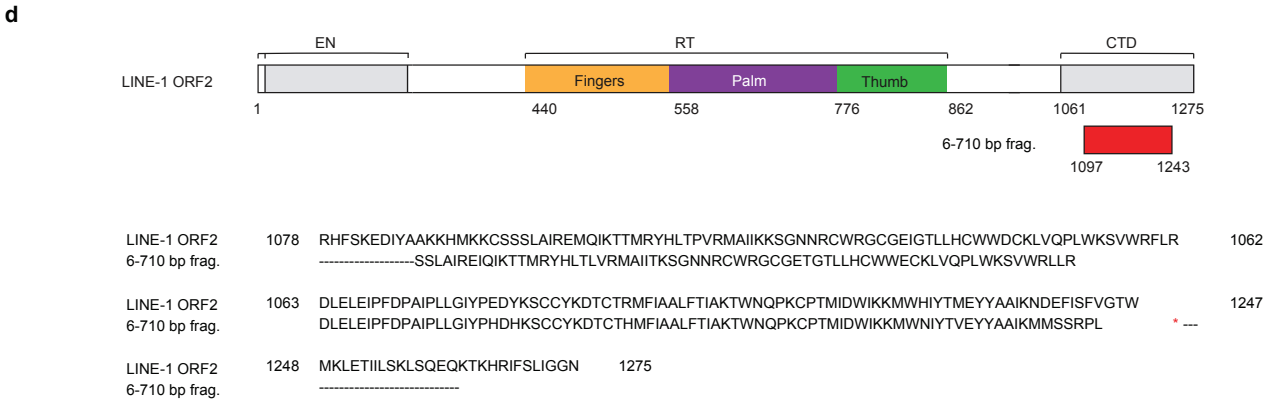 d
EN RT CTD
LINE-1 ORF2 Fingers Palm Thumb
1 440 558 776 862 1061 1275
6-710 bp frag.
1097 1243
LINE-1 ORF2 1078 RHFSKEDIYAAKKHMKKCSSSLAIREMQIKTTMRYHLTPVRMAIIKKSGNNRCWRGCGEIGTLLHCWWDCKLVQPLWKSVWRFLR 1062
6-710 bp frag. -------------------SSLAIREIQIKTTMRYHLTLVRMAIITKSGNNRCWRGCGETGTLLHCWWECKLVQPLWKSVWRLLR
LINE-1 ORF2 1063 DLELEIPFDPAIPLLGIYPEDYKSCCYKDTCTRMFIAALFTIAKTWNQPKCPTMIDWIKKMWHIYTMEYYAAIKNDEFISFVGTW 1247
6-710 bp frag. DLELEIPFDPAIPLLGIYPHDHKSCCYKDTCTHMFIAALFTIAKTWNQPKCPTMIDWIKKMWNIYTVEYYAAIKMMSSRPL * ---
LINE-1 ORF2 1248 MKLETIILSKLSQEQKTKHRIFSLIGGN 1275
6-710 bp frag. ----------------------------